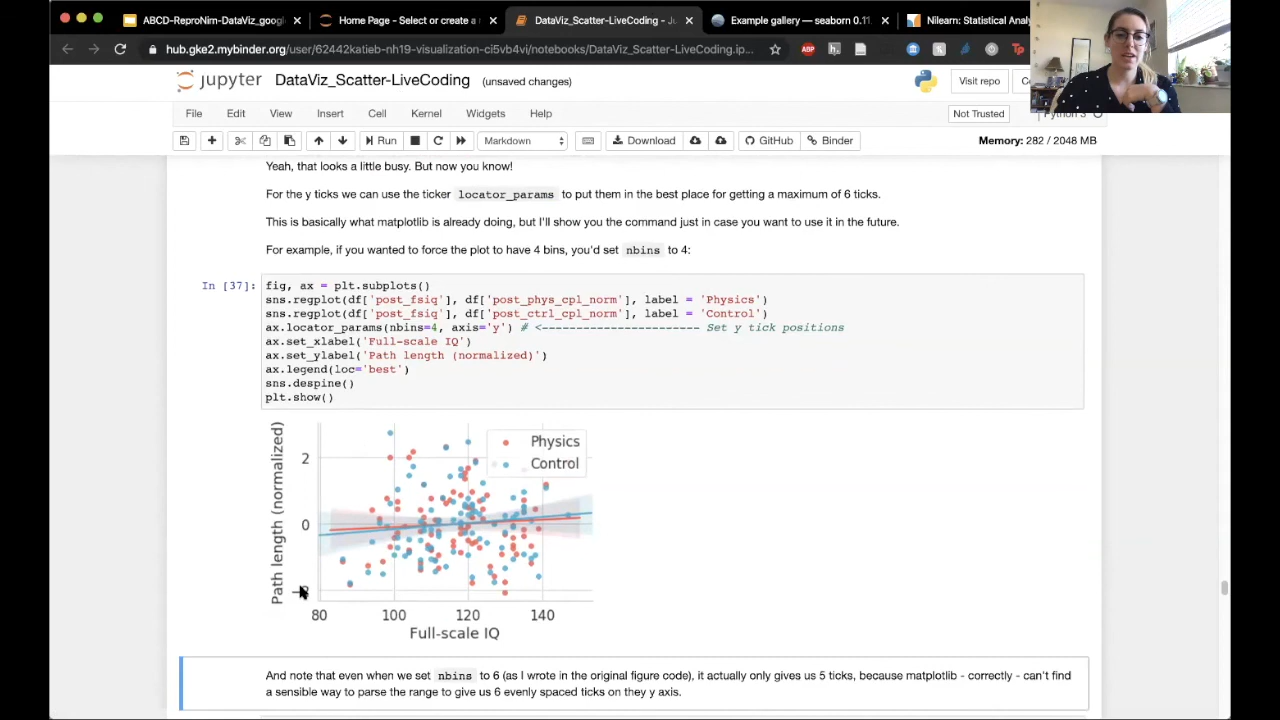 ABCD-ReproNim-DataViz_goog
Home Page - Select or create a
DataViz_Scatter-LiveCoding - Ju
Example gallery — seaborn 0.11.
Nilearn: Statistical Analy
hub.gke2.mybinder.org/user/62442katieb-nh19-visualization-ci5vb4vi/notebooks/DataViz_Scatter-LiveCoding.ip...
ABP
jupyter DataViz_Scatter-LiveCoding (unsaved changes)
Visit repo
File Edit View Insert Cell Kernel Widgets Help
Not Trusted
Python 3
Run Markdown Download GitHub Binder Memory: 282 / 2048 MB
Yeah, that looks a little busy. But now you know!
For the y ticks we can use the ticker locator_params to put them in the best place for getting a maximum of 6 ticks.
This is basically what matplotlib is already doing, but I'll show you the command just in case you want to use it in the future.
For example, if you wanted to force the plot to have 4 bins, you'd set nbins to 4:
In [37]: fig, ax = plt.subplots()
sns.regplot(df['post_fsiq'], df['post_phys_cpl_norm'], label = 'Physics')
sns.regplot(df['post_fsiq'], df['post_ctrl_cpl_norm'], label = 'Control')
ax.locator_params(nbins=4, axis='y') # <---------------------- Set y tick positions
ax.set_xlabel('Full-scale IQ')
ax.set_ylabel('Path length (normalized)')
ax.legend(loc='best')
sns.despine()
plt.show()
Path length (normalized)
2
0
Physics
Control
80 100 120 140
Full-scale IQ
And note that even when we set nbins to 6 (as I wrote in the original figure code), it actually only gives us 5 ticks, because matplotlib - correctly - can't find
a sensible way to parse the range to give us 6 evenly spaced ticks on they y axis.